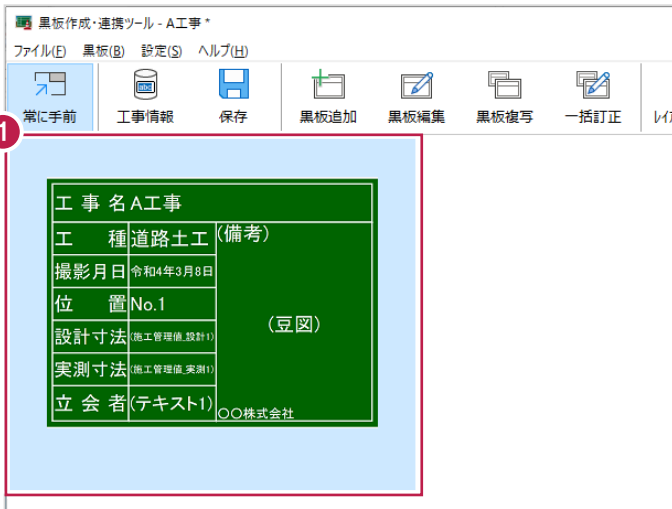 黒板作成・連携ツール - A工事 *
ファイル(F) 黒板(B) 設定(S) ヘルプ(H)
常に手前 工事情報 保存 黒板追加 黒板編集 黒板複写 一括訂正 レイア
1
工事名 A工事
工種 道路土工 (備考)
撮影月日 令和4年3月8日
位置 No.1
(豆図)
設計寸法 (施工管理値_設計1)
実測寸法 (施工管理値_実測1)
立会者 (テキスト1) 〇〇株式会社